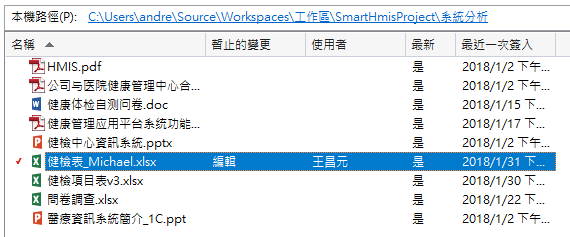 本機路徑(P): C:\Users\andre\Source\Workspaces\工作區\SmartHmisProject\系統分析
名稱 暫止的變更 使用者 最新 最近一次簽入
HMIS.pdf 是 2018/1/2 下午...
公司与医院健康管理中心合... 是 2018/1/2 下午...
健康体检自测问卷.doc 是 2018/1/15 下午...
健康管理应用平台系统功能... 是 2018/1/17 下午...
健檢中心資訊系統.pptx 是 2018/1/2 下午...
健檢表_Michael.xlsx 編輯 王昌元 是 2018/1/31 下午...
健檢項目表v3.xlsx 是 2018/1/30 下午...
問卷調查.xlsx 是 2018/1/22 下午...
醫療資訊系統簡介_1C.ppt 是 2018/1/2 下午...